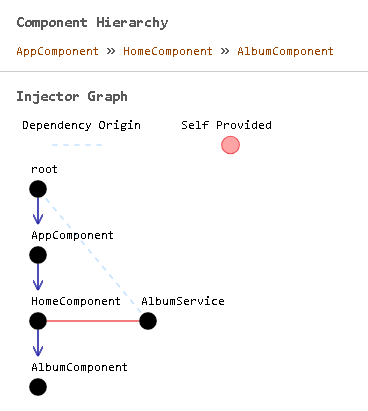 Component Hierarchy
AppComponent » HomeComponent » AlbumComponent
Injector Graph
Dependency Origin Self Provided
root
AppComponent
HomeComponent AlbumService
AlbumComponent